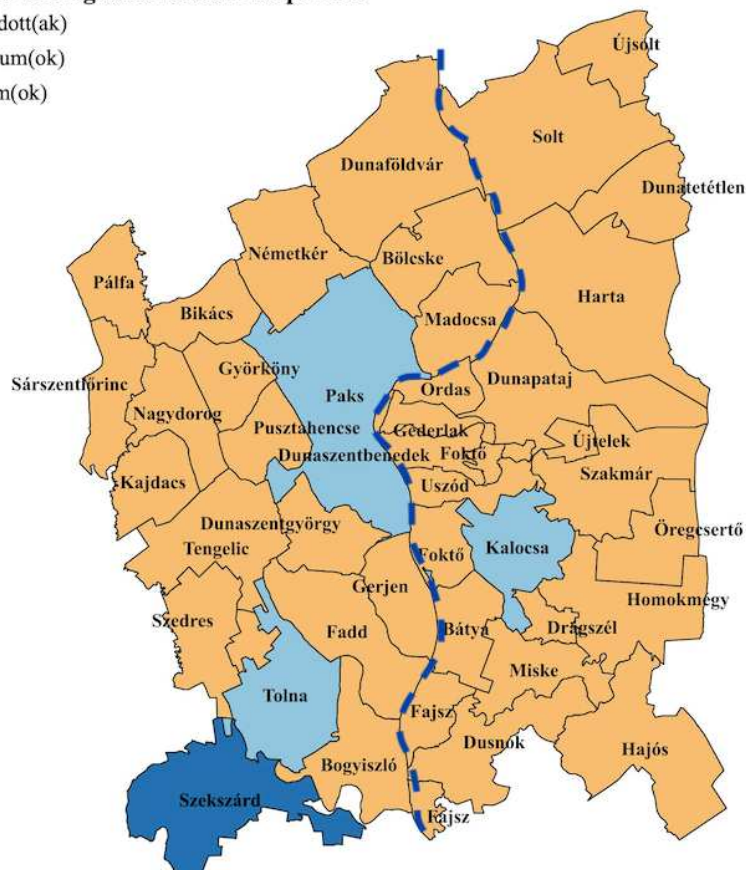 dott(ak)
um(ok)
m(ok)
Újsolt
Solt
Dunaföldvár
Dunatetétlen
Németkér
Bölcske
Pálfa
Harta
Bikács
Madocsa
Györköny
Dunapataj
Sárszentlőrinc
Ordas
Paks
Nagydorog
Pusztahencse
Gederlak
Újtelek
Dunaszentbenedek
Foktő
Szakmár
Kajdacs
Uszód
Dunaszentgyörgy
Öregcsertő
Tengelic
Foktő
Kalocsa
Gerjen
Homokmégy
Szedres
Fadd
Bátya
Drágszél
Miske
Tolna
Fajsz
Dusnok
Hajós
Bogyiszló
Szekszárd
Fajsz